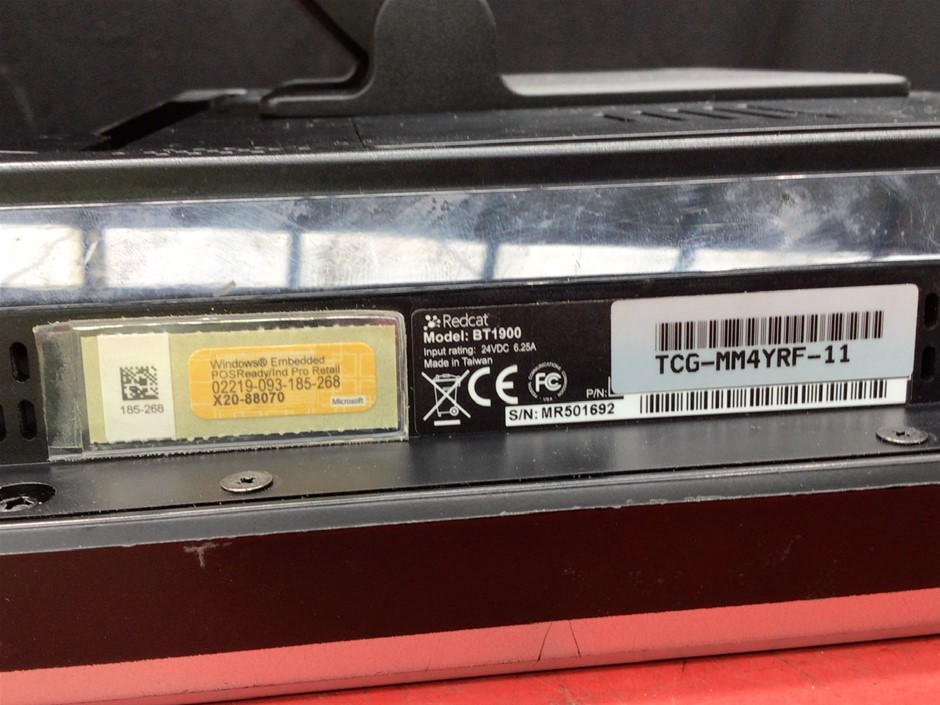 Windows® Embedded
POSReady/Ind Pro Retail
02219-093-185-268
X20-88070
Microsoft
185-268
Redcat
Model: BT1900
Input rating: 24VDC 6.25A
Made in Taiwan
FC
P/N:
S/N: MR501692
TCG-MM4YRF-11